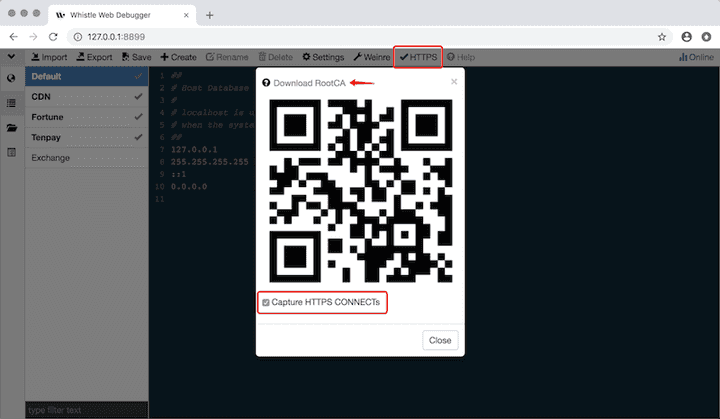 Whistle Web Debugger
127.0.0.1:8899
Import Export Save Create Rename Delete Settings Weinre HTTPS Help Online
Default
CDN
Fortune
Tenpay
Exchange
1 ##
2 # Host Database
3 #
4 # localhost is u
5 # when the syste
6 ##
7 127.0.0.1
8 255.255.255.255
9 ::1
10 0.0.0.0
11
Download RootCA ×
Capture HTTPS CONNECTs
Close
type filter text